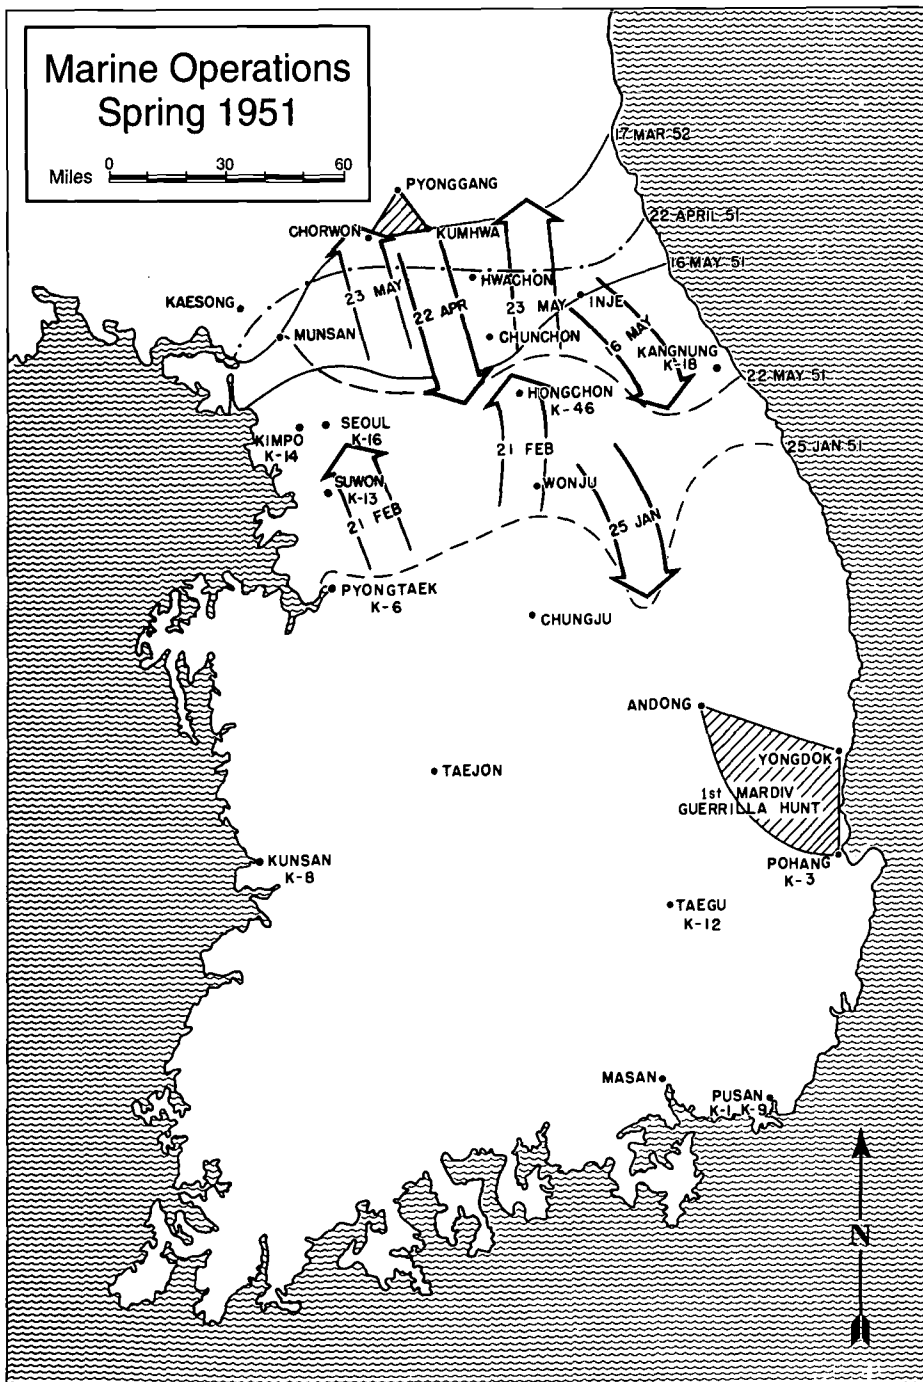 Marine Operations
Spring 1951
Miles 0 30 60
17 MAR 52
PYONGGANG
22 APRIL 51
CHORWON
KUMHWA
16 MAY 51
HWACHON
23 MAY
KAESONG
22 APR
23 MAY
INJE
MUNSAN
CHUNCHON
16 MAY
KANGNUNG
K-18
22 MAY 51
HONGCHON
K-46
SEOUL
K-16
KIMPO
K-14
21 FEB
25 JAN 51
SUWON
K-13
WONJU
21 FEB
25 JAN
PYONGTAEK
K-6
CHUNGJU
ANDONG
YONGDOK
TAEJON
1st MARDIV
GUERRILLA HUNT
KUNSAN
K-8
POHANG
K-3
TAEGU
K-12
MASAN
PUSAN
K-1 K-9
N